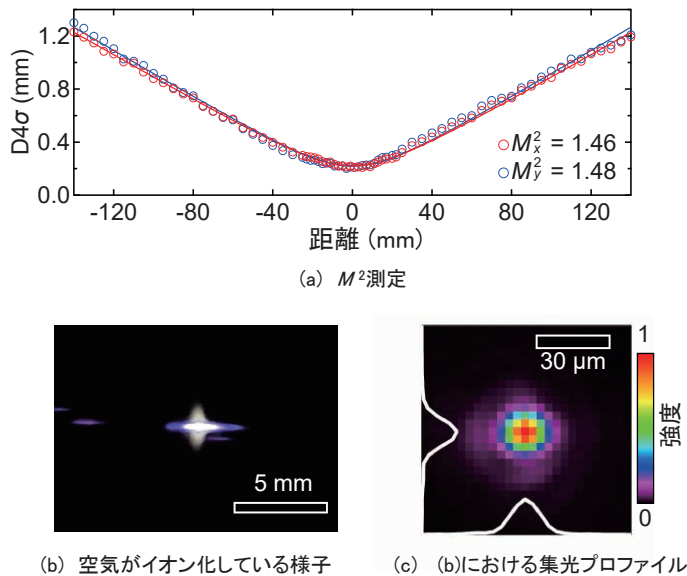 1.2
0.8
0.4
0.0
D4σ (mm)
M²x = 1.46
M²y = 1.48
-120 -80 -40 0 40 80 120
距離 (mm)
(a) M²測定
5 mm
30 μm
1
強度
0
(b) 空気がイオン化している様子
(c) (b)における集光プロファイル